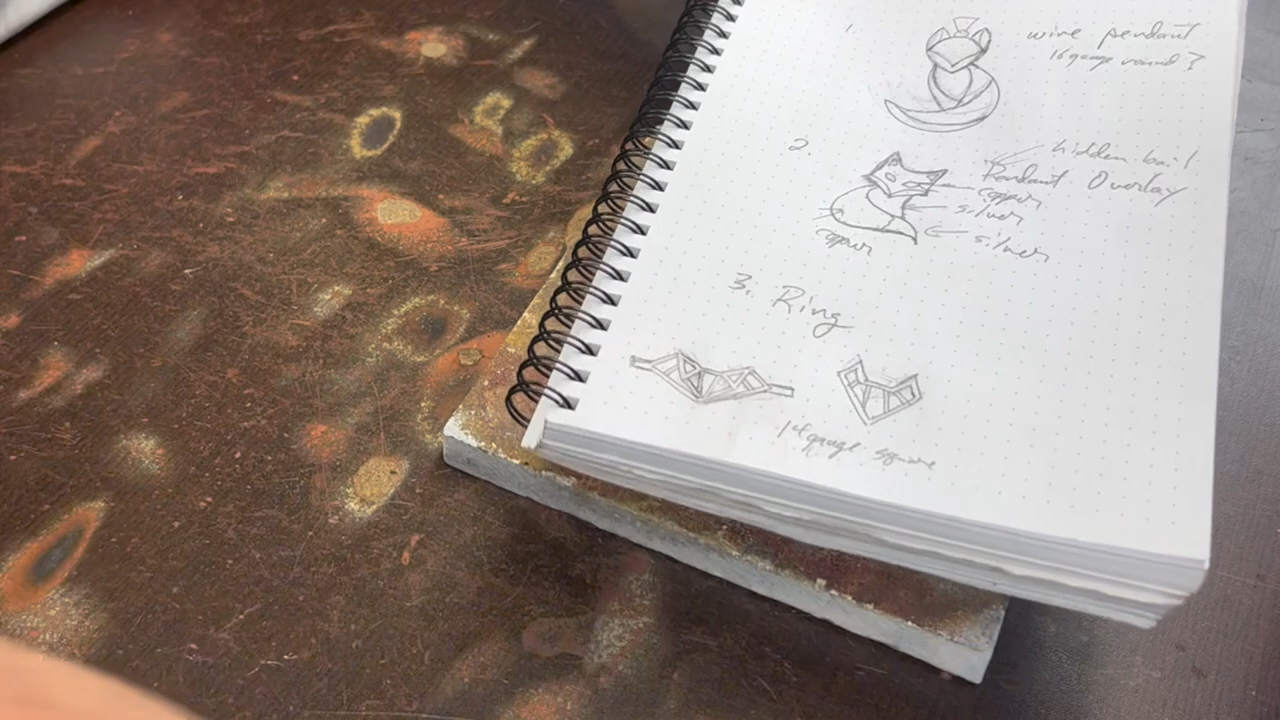 1
wire pendant
16 gauge round?
2.
hidden bail
Pendant Overlay
copper
silver
silver
copper
3. Ring
14 gauge square